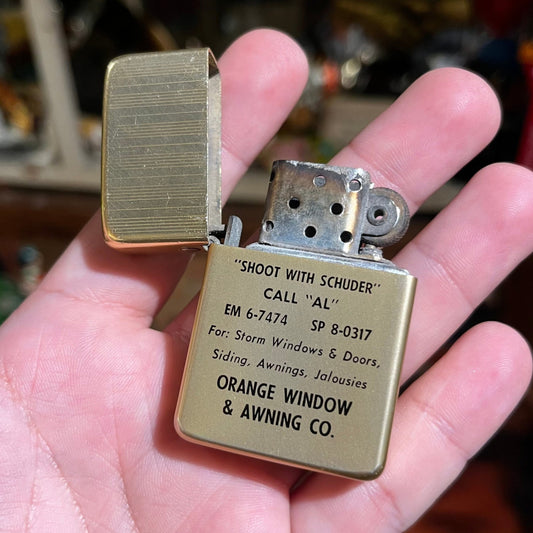 "SHOOT WITH SCHUDER"
CALL "AL"
EM 6-7474 SP 8-0317
For: Storm Windows & Doors,
Siding, Awnings, Jalousies
ORANGE WINDOW
& AWNING CO.